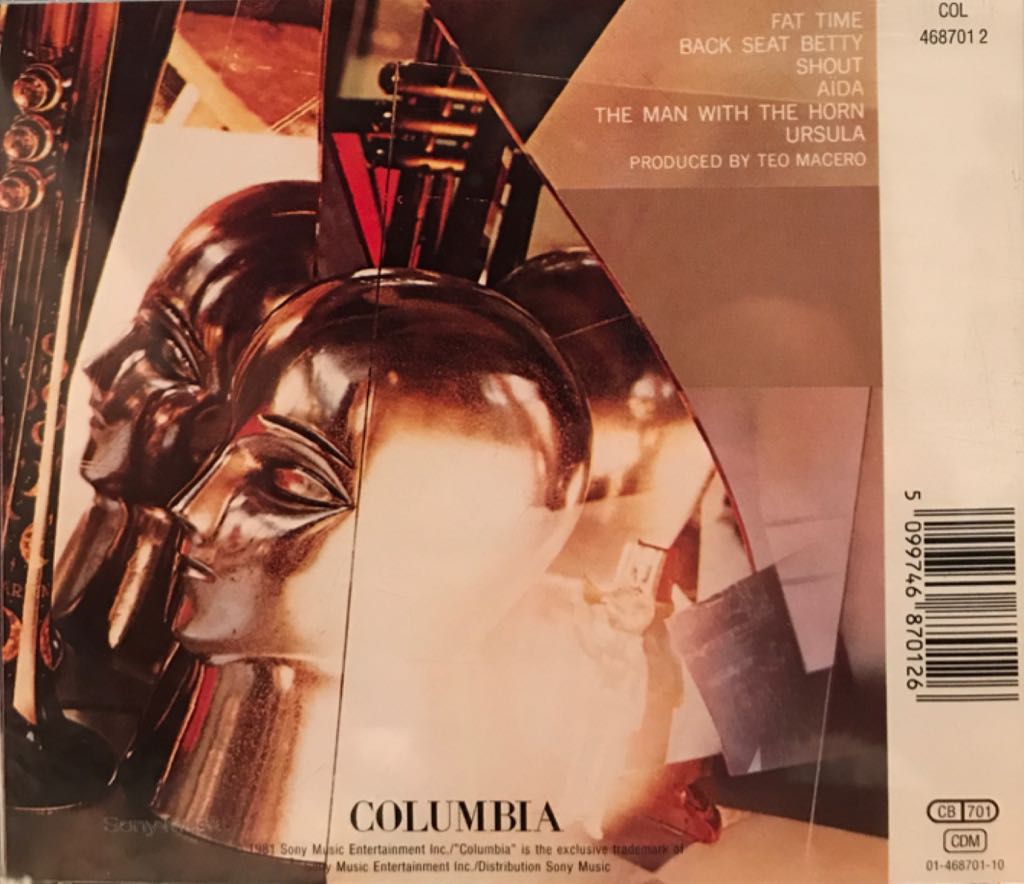 FAT TIME
BACK SEAT BETTY
SHOUT
AÏDA
THE MAN WITH THE HORN
URSULA
PRODUCED BY TEO MACERO
COL
468701 2
5 099746 870126
CB 701
CDM
01-468701-10
COLUMBIA
1981 Sony Music Entertainment Inc./"Columbia" is the exclusive trademark of
Sony Music Entertainment Inc./Distribution Sony Music